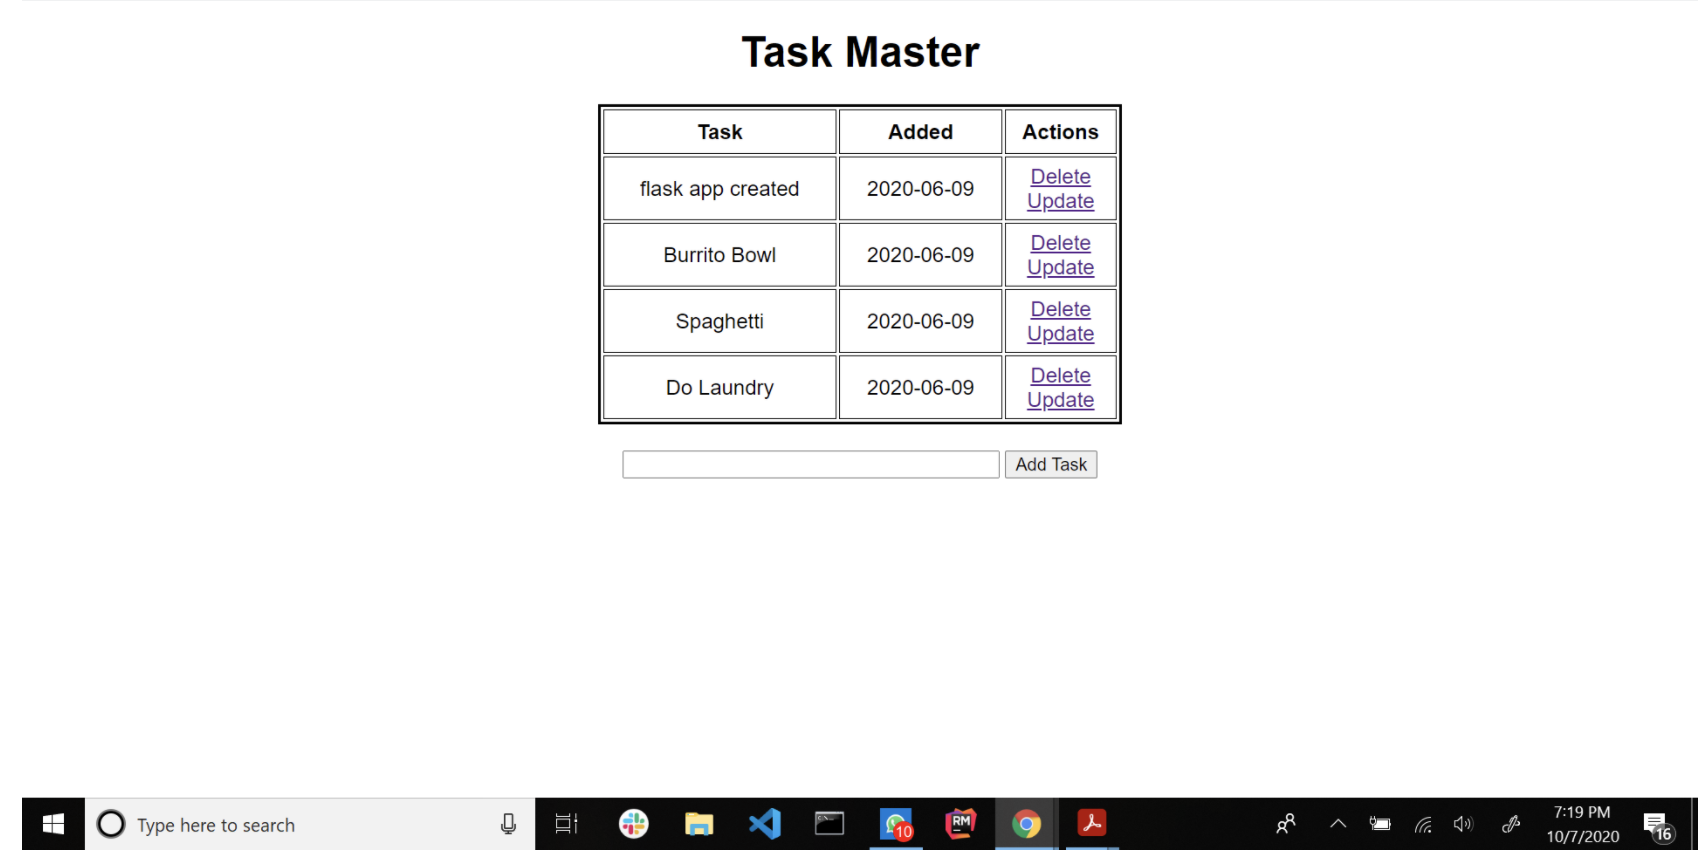 Task Master
Task Added Actions
flask app created 2020-06-09 Delete
Update
Burrito Bowl 2020-06-09 Delete
Update
Spaghetti 2020-06-09 Delete
Update
Do Laundry 2020-06-09 Delete
Update
Add Task
Type here to search
10
RM
7:19 PM
10/7/2020
16